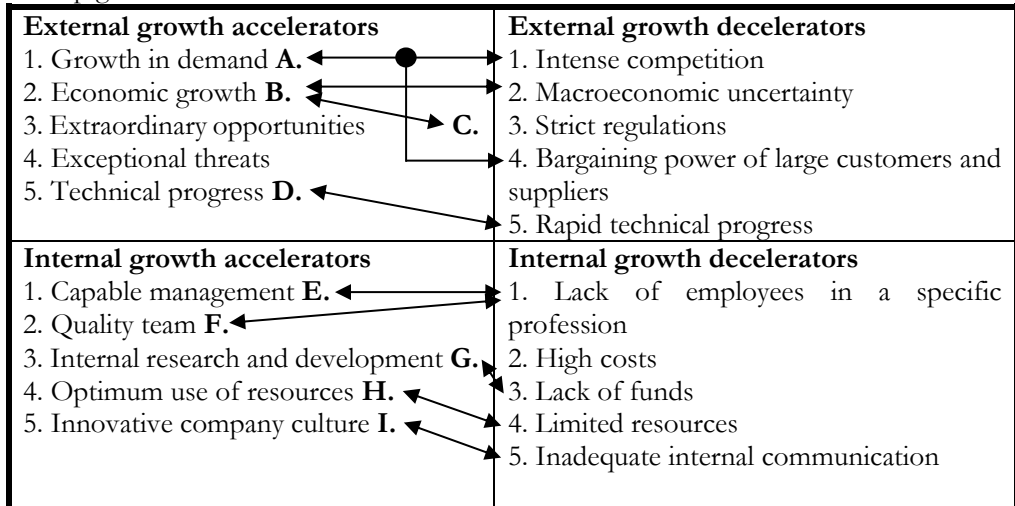 External growth accelerators
1. Growth in demand A.
2. Economic growth B.
3. Extraordinary opportunities C.
4. Exceptional threats
5. Technical progress D.
External growth decelerators
1. Intense competition
2. Macroeconomic uncertainty
3. Strict regulations
4. Bargaining power of large customers and
suppliers
5. Rapid technical progress
Internal growth accelerators
1. Capable management E.
2. Quality team F.
3. Internal research and development G.
4. Optimum use of resources H.
5. Innovative company culture I.
Internal growth decelerators
1. Lack of employees in a specific
profession
2. High costs
3. Lack of funds
4. Limited resources
5. Inadequate internal communication